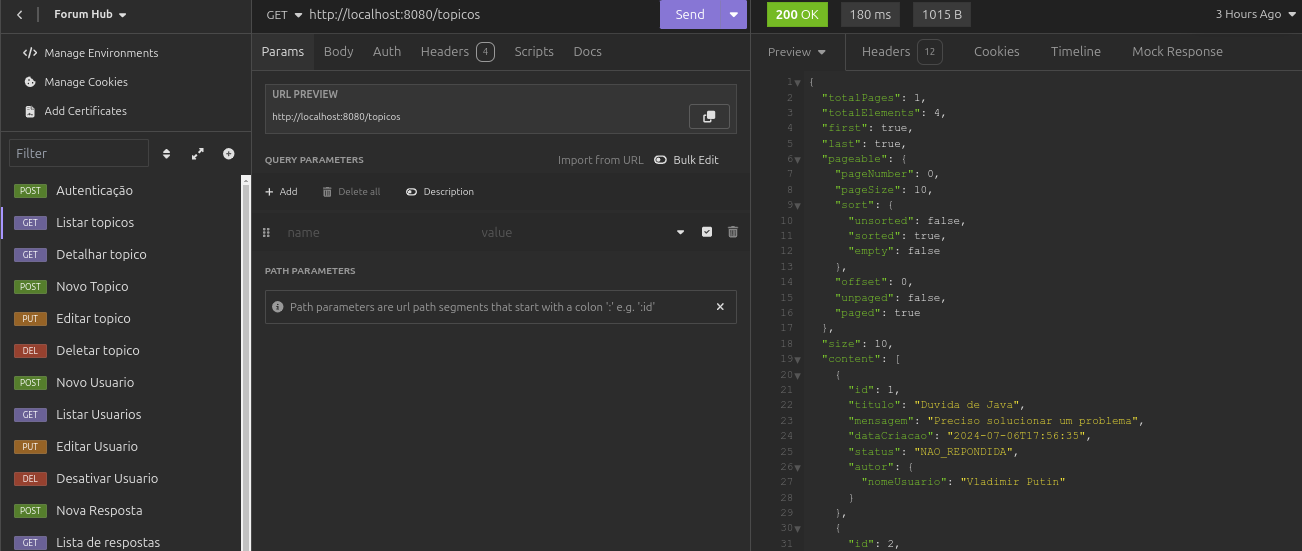 Forum Hub
Manage Environments
Manage Cookies
Add Certificates
Filter
POST Autenticação
GET Listar topicos
GET Detalhar topico
POST Novo Topico
PUT Editar topico
DEL Deletar topico
POST Novo Usuario
GET Listar Usuarios
PUT Editar Usuario
DEL Desativar Usuario
POST Nova Resposta
GET Lista de respostas
GET http://localhost:8080/topicos Send
Params Body Auth Headers 4 Scripts Docs
URL PREVIEW
http://localhost:8080/topicos
QUERY PARAMETERS Import from URL Bulk Edit
+ Add Delete all Description
name value
PATH PARAMETERS
Path parameters are url path segments that start with a colon ':' e.g. ':id'
200 OK 180 ms 1015 B 3 Hours Ago
Preview Headers 12 Cookies Timeline Mock Response
1 {
2 "totalPages": 1,
3 "totalElements": 4,
4 "first": true,
5 "last": true,
6 "pageable": {
7 "pageNumber": 0,
8 "pageSize": 10,
9 "sort": {
10 "unsorted": false,
11 "sorted": true,
12 "empty": false
13 },
14 "offset": 0,
15 "unpaged": false,
16 "paged": true
17 },
18 "size": 10,
19 "content": [
20 {
21 "id": 1,
22 "titulo": "Duvida de Java",
23 "mensagem": "Preciso solucionar um problema",
24 "dataCriacao": "2024-07-06T17:56:35",
25 "status": "NAO_REPONDIDA",
26 "autor": {
27 "nomeUsuario": "Vladimir Putin"
28 }
29 },
30 {
31 "id": 2,